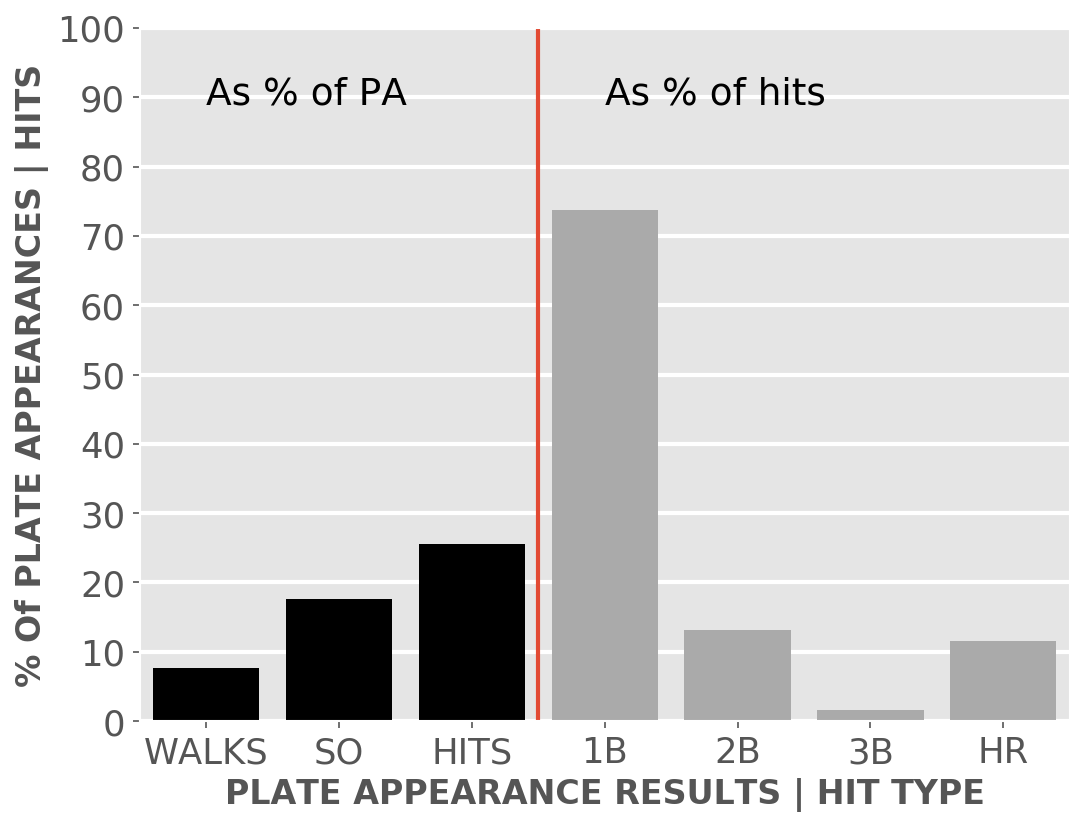 % Of PLATE APPEARANCES | HITS
100
90
80
70
60
50
40
30
20
10
0
As % of PA
As % of hits
WALKS SO HITS 1B 2B 3B HR
PLATE APPEARANCE RESULTS | HIT TYPE